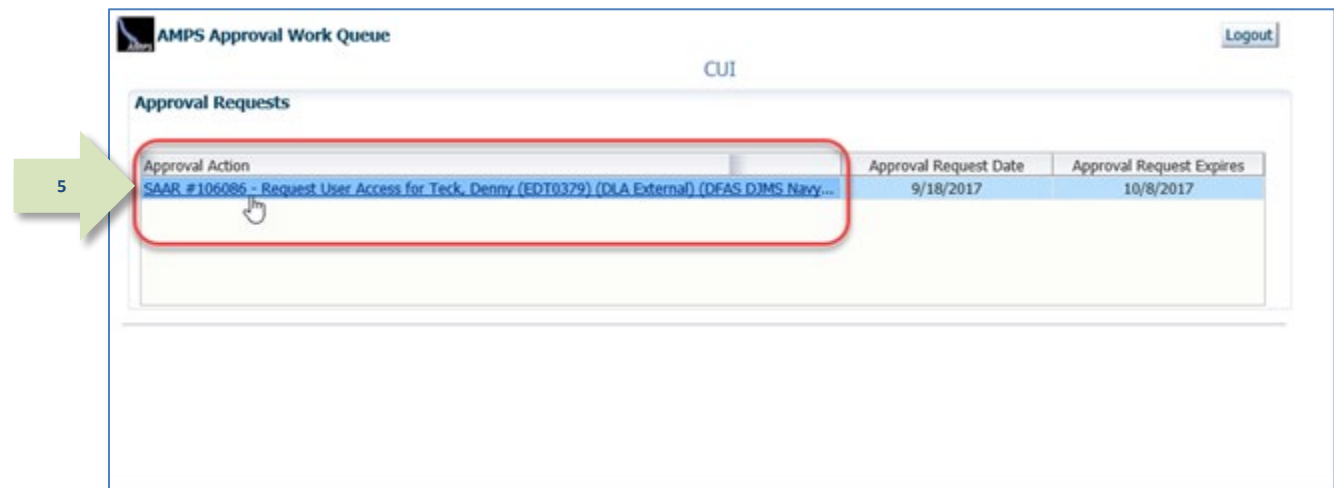 AMPS
AMPS Approval Work Queue
Logout
CUI
Approval Requests
Approval Action
Approval Request Date
Approval Request Expires
5
SAAR #106086 - Request User Access for Teck, Denny (EDT0379) (DLA External) (DFAS DJMS Navy...
9/18/2017
10/8/2017